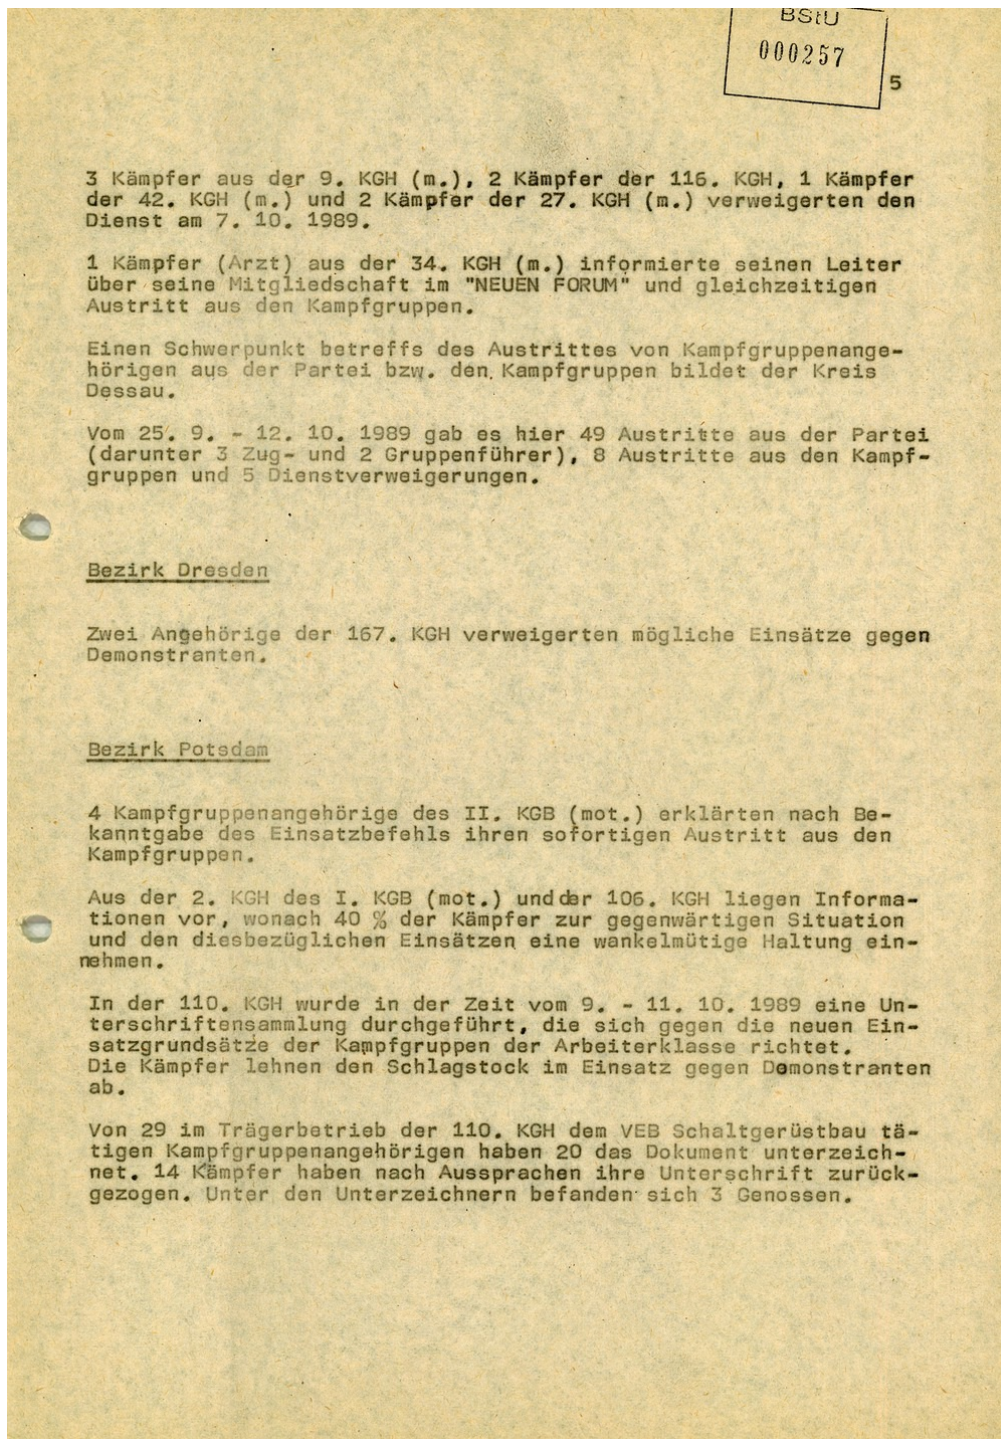 BStU
000257
5
3 Kämpfer aus der 9. KGH (m.), 2 Kämpfer der 116. KGH, 1 Kämpfer
der 42. KGH (m.) und 2 Kämpfer der 27. KGH (m.) verweigerten den
Dienst am 7. 10. 1989.
1 Kämpfer (Arzt) aus der 34. KGH (m.) informierte seinen Leiter
über seine Mitgliedschaft im "NEUEN FORUM" und gleichzeitigen
Austritt aus den Kampfgruppen.
Einen Schwerpunkt betreffs des Austrittes von Kampfgruppenange-
hörigen aus der Partei bzw. den Kampfgruppen bildet der Kreis
Dessau.
Vom 25. 9. - 12. 10. 1989 gab es hier 49 Austritte aus der Partei
(darunter 3 Zug- und 2 Gruppenführer), 8 Austritte aus den Kampf-
gruppen und 5 Dienstverweigerungen.
Bezirk Dresden
Zwei Angehörige der 167. KGH verweigerten mögliche Einsätze gegen
Demonstranten.
Bezirk Potsdam
4 Kampfgruppenangehörige des II. KGB (mot.) erklärten nach Be-
kanntgabe des Einsatzbefehls ihren sofortigen Austritt aus den
Kampfgruppen.
Aus der 2. KGH des I. KGB (mot.) und der 106. KGH liegen Informa-
tionen vor, wonach 40 % der Kämpfer zur gegenwärtigen Situation
und den diesbezüglichen Einsätzen eine wankelmütige Haltung ein-
nehmen.
In der 110. KGH wurde in der Zeit vom 9. - 11. 10. 1989 eine Un-
terschriftensammlung durchgeführt, die sich gegen die neuen Ein-
satzgrundsätze der Kampfgruppen der Arbeiterklasse richtet.
Die Kämpfer lehnen den Schlagstock im Einsatz gegen Demonstranten
ab.
Von 29 im Trägerbetrieb der 110. KGH dem VEB Schaltgerüstbau tä-
tigen Kampfgruppenangehörigen haben 20 das Dokument unterzeich-
net. 14 Kämpfer haben nach Aussprachen ihre Unterschrift zurück-
gezogen. Unter den Unterzeichnern befanden sich 3 Genossen.